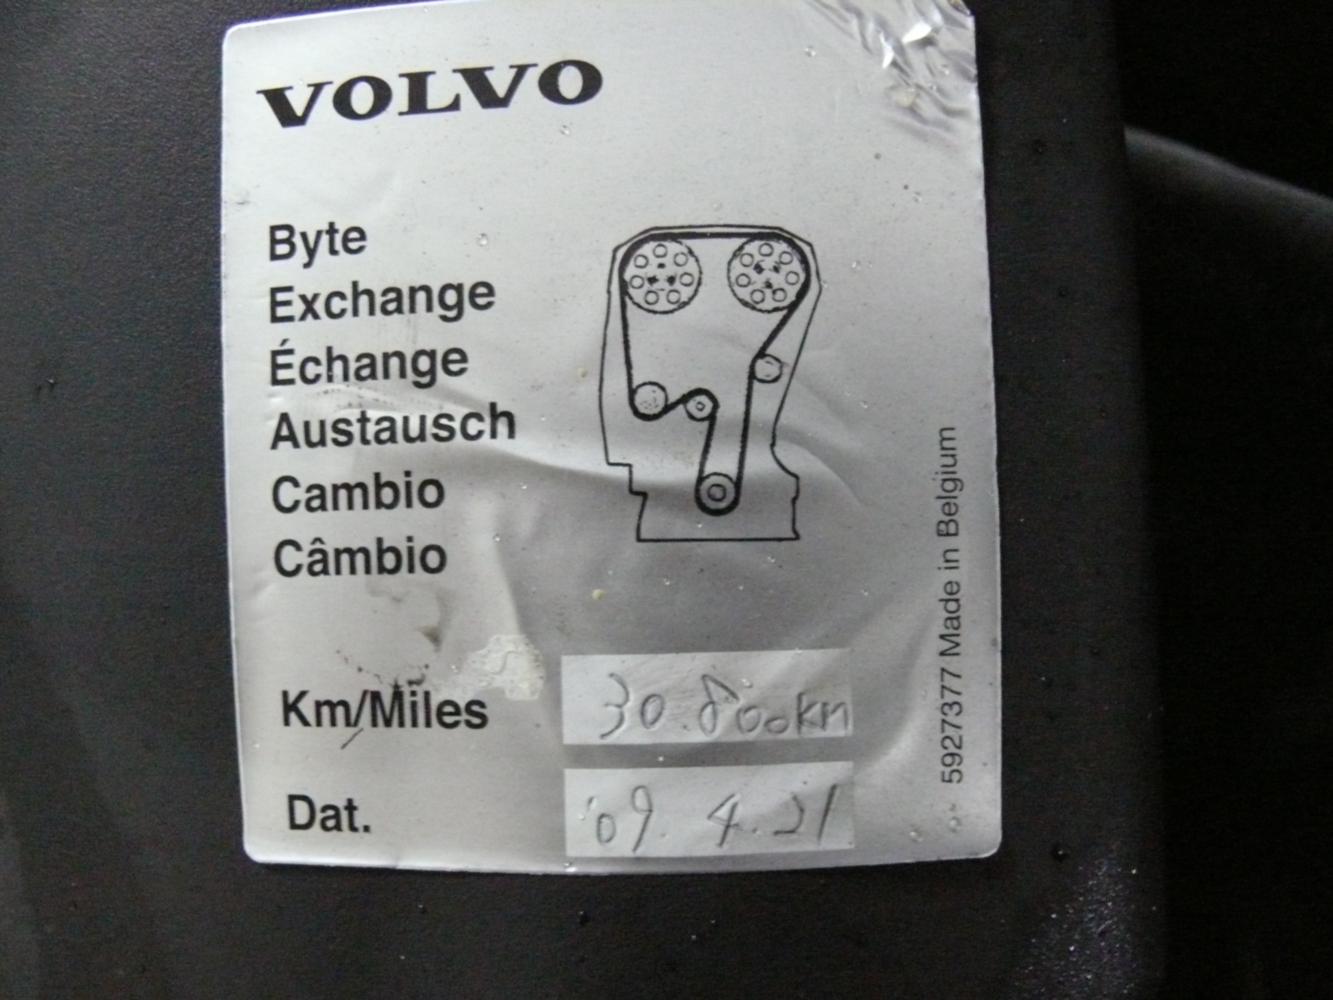 VOLVO
Byte
Exchange
Échange
Austausch
Cambio
Câmbio
Km/Miles 30.800km
Dat. '09. 4.21
5927377 Made in Belgium